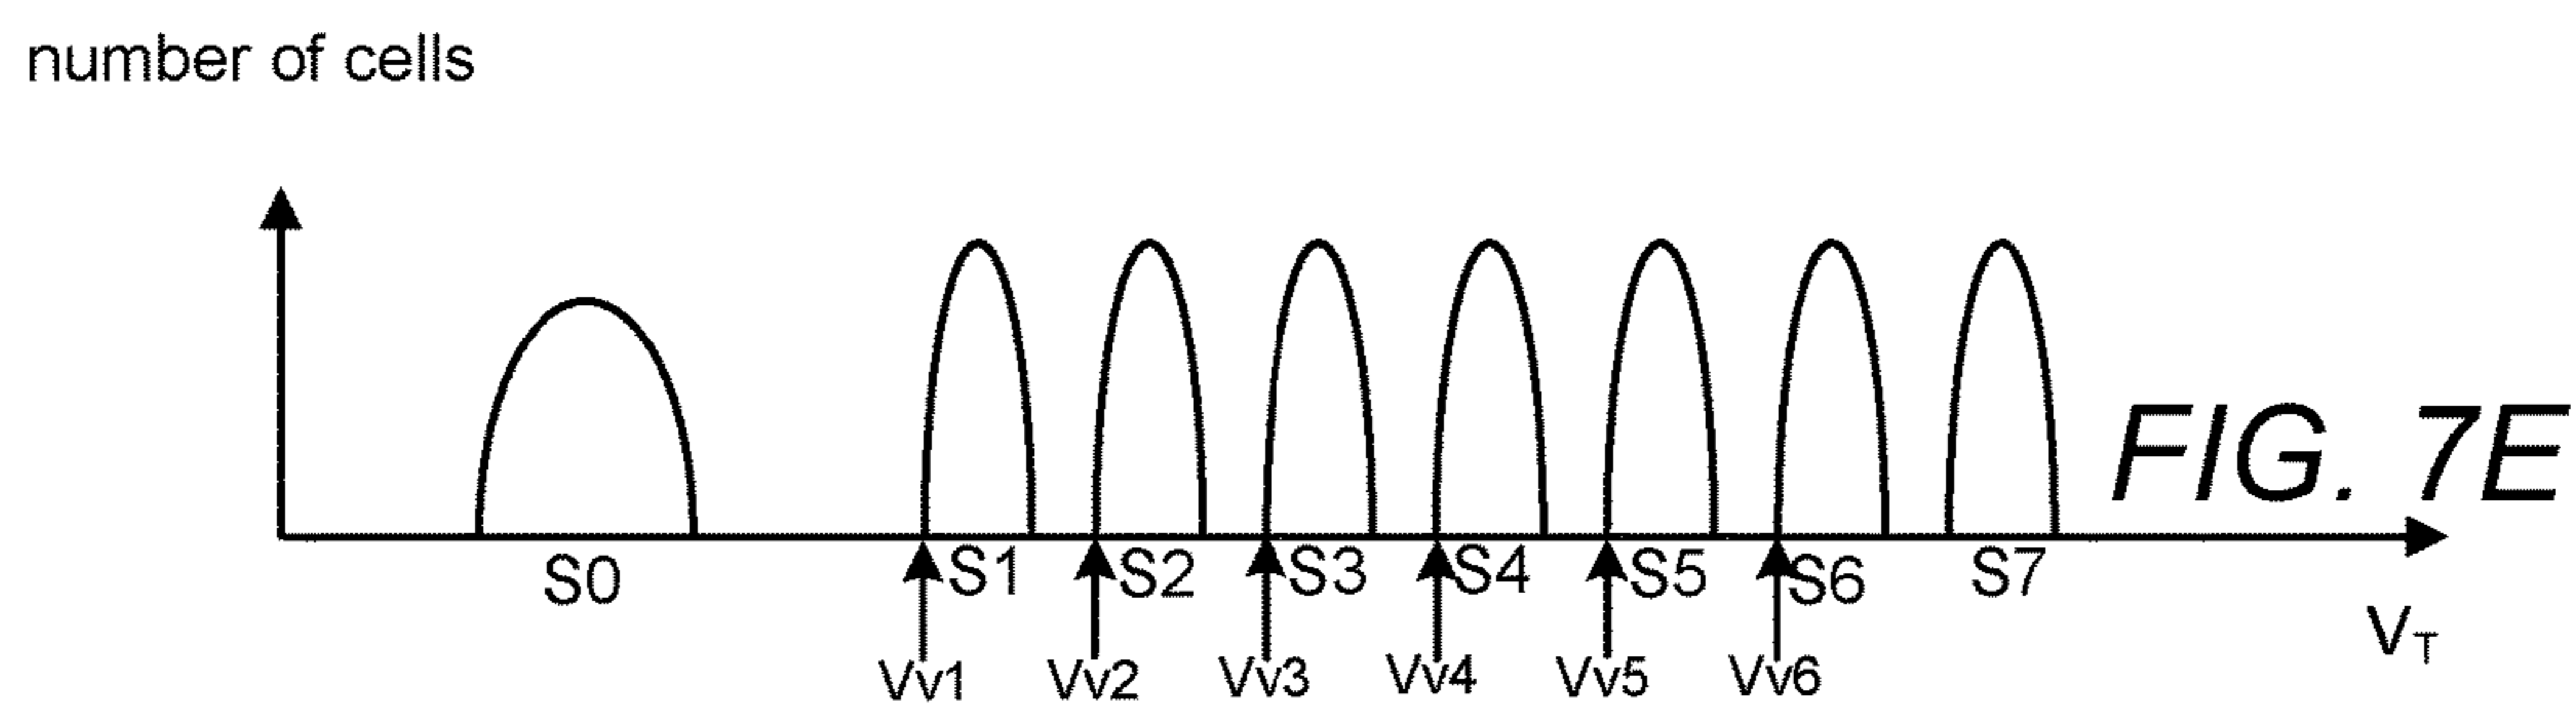 number of cells
FIG. 7E
S0 S1 S2 S3 S4 S5 S6 S7
V_T
Vv1 Vv2 Vv3 Vv4 Vv5 Vv6